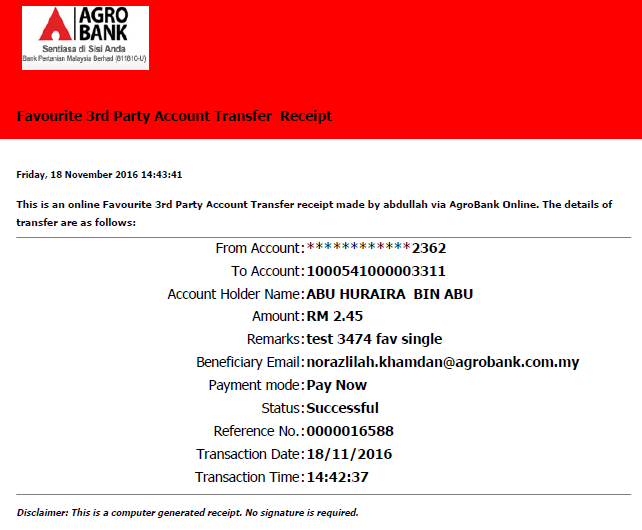 AGRO
BANK
Sentiasa di Sisi Anda
Bank Pertanian Malaysia Berhad (811810-U)
Favourite 3rd Party Account Transfer Receipt
Friday, 18 November 2016 14:43:41
This is an online Favourite 3rd Party Account Transfer receipt made by abdullah via AgroBank Online. The details of
transfer are as follows:
From Account: ************2362
To Account: 1000541000003311
Account Holder Name: ABU HURAIRA BIN ABU
Amount: RM 2.45
Remarks: test 3474 fav single
Beneficiary Email: norazlilah.khamdan@agrobank.com.my
Payment mode: Pay Now
Status: Successful
Reference No.: 0000016588
Transaction Date: 18/11/2016
Transaction Time: 14:42:37
Disclaimer: This is a computer generated receipt. No signature is required.